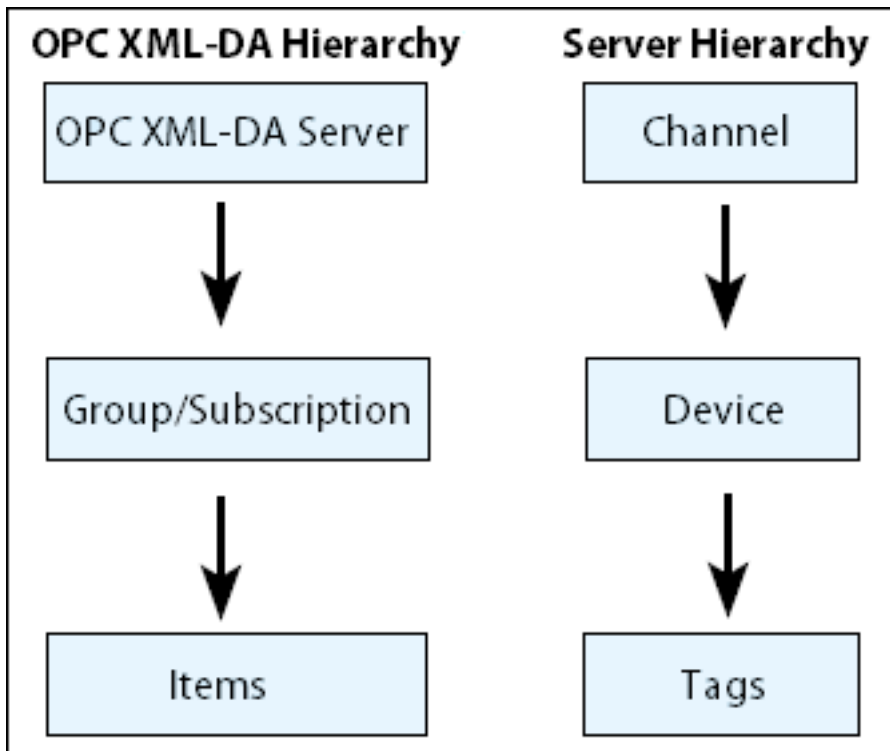 OPC XML-DA Hierarchy
OPC XML-DA Server
Group/Subscription
Items
Server Hierarchy
Channel
Device
Tags